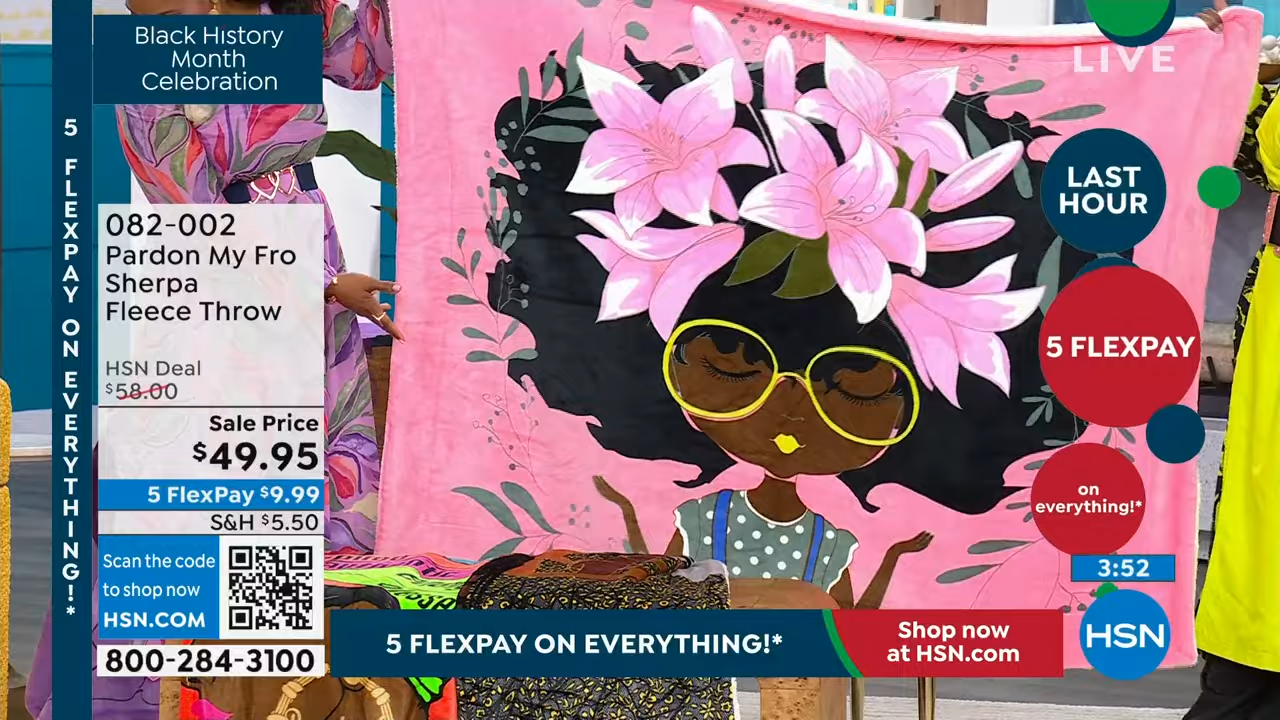 Black History
Month
Celebration
5 FLEXPAY ON EVERYTHING!*
082-002
Pardon My Fro
Sherpa
Fleece Throw
HSN Deal
$58.00
Sale Price
$49.95
5 FlexPay $9.99
S&H $5.50
Scan the code
to shop now
HSN.COM
800-284-3100
LIVE
LAST
HOUR
5 FLEXPAY
on
everything!*
3:52
HSN
5 FLEXPAY ON EVERYTHING!*
Shop now
at HSN.com